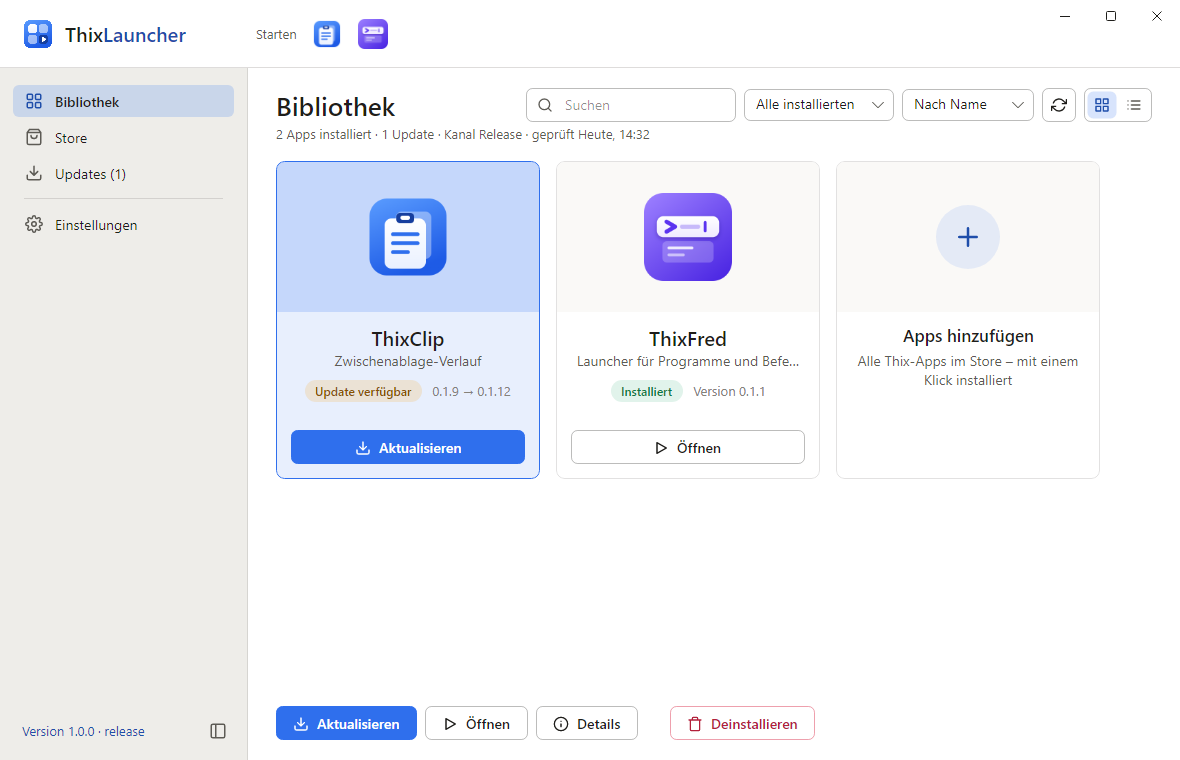 ThixLauncher
Starten
Bibliothek
Store
Updates (1)
Einstellungen
Version 1.0.0 · release
Bibliothek
Suchen
Alle installierten
Nach Name
2 Apps installiert · 1 Update · Kanal Release · geprüft Heute, 14:32
ThixClip
Zwischenablage-Verlauf
Update verfügbar 0.1.9 → 0.1.12
Aktualisieren
ThixFred
Launcher für Programme und Befe...
Installiert Version 0.1.1
Öffnen
Apps hinzufügen
Alle Thix-Apps im Store – mit einem
Klick installiert
Aktualisieren
Öffnen
Details
Deinstallieren